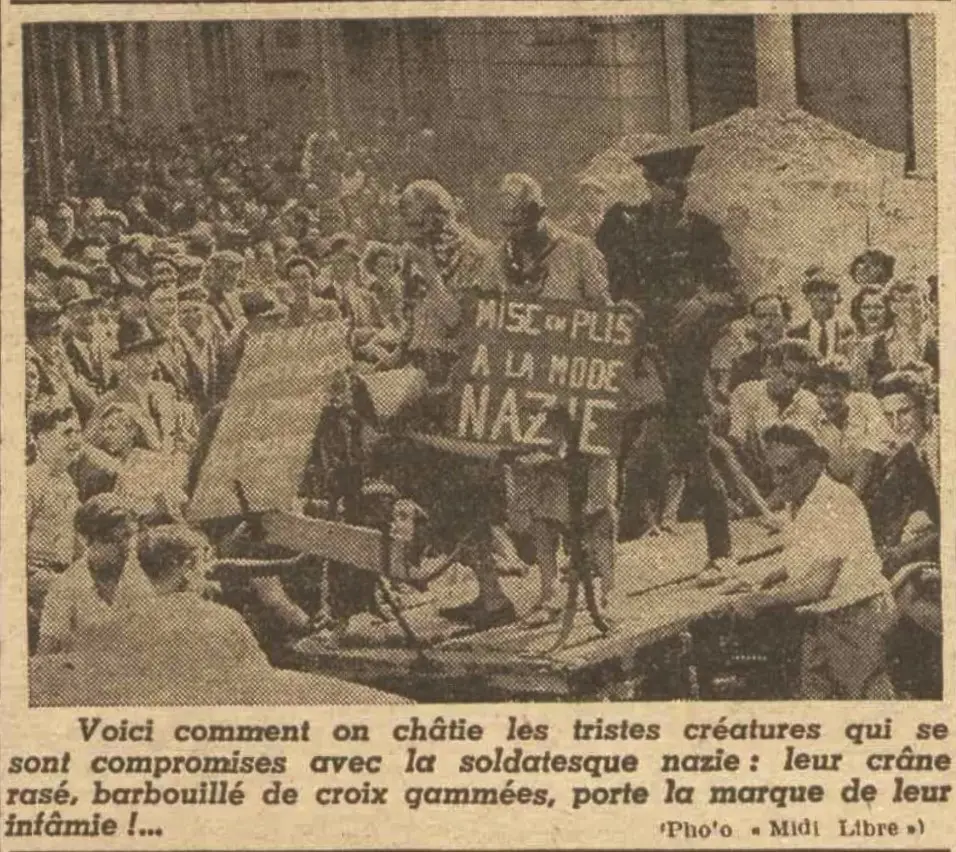 MISE en PLIS
A LA MODE
NAZIE
Voici comment on châtie les tristes créatures qui se
sont compromises avec la soldatesque nazie : leur crâne
rasé, barbouillé de croix gammées, porte la marque de leur
infâmie !...
(Pho'o « Midi Libre »)